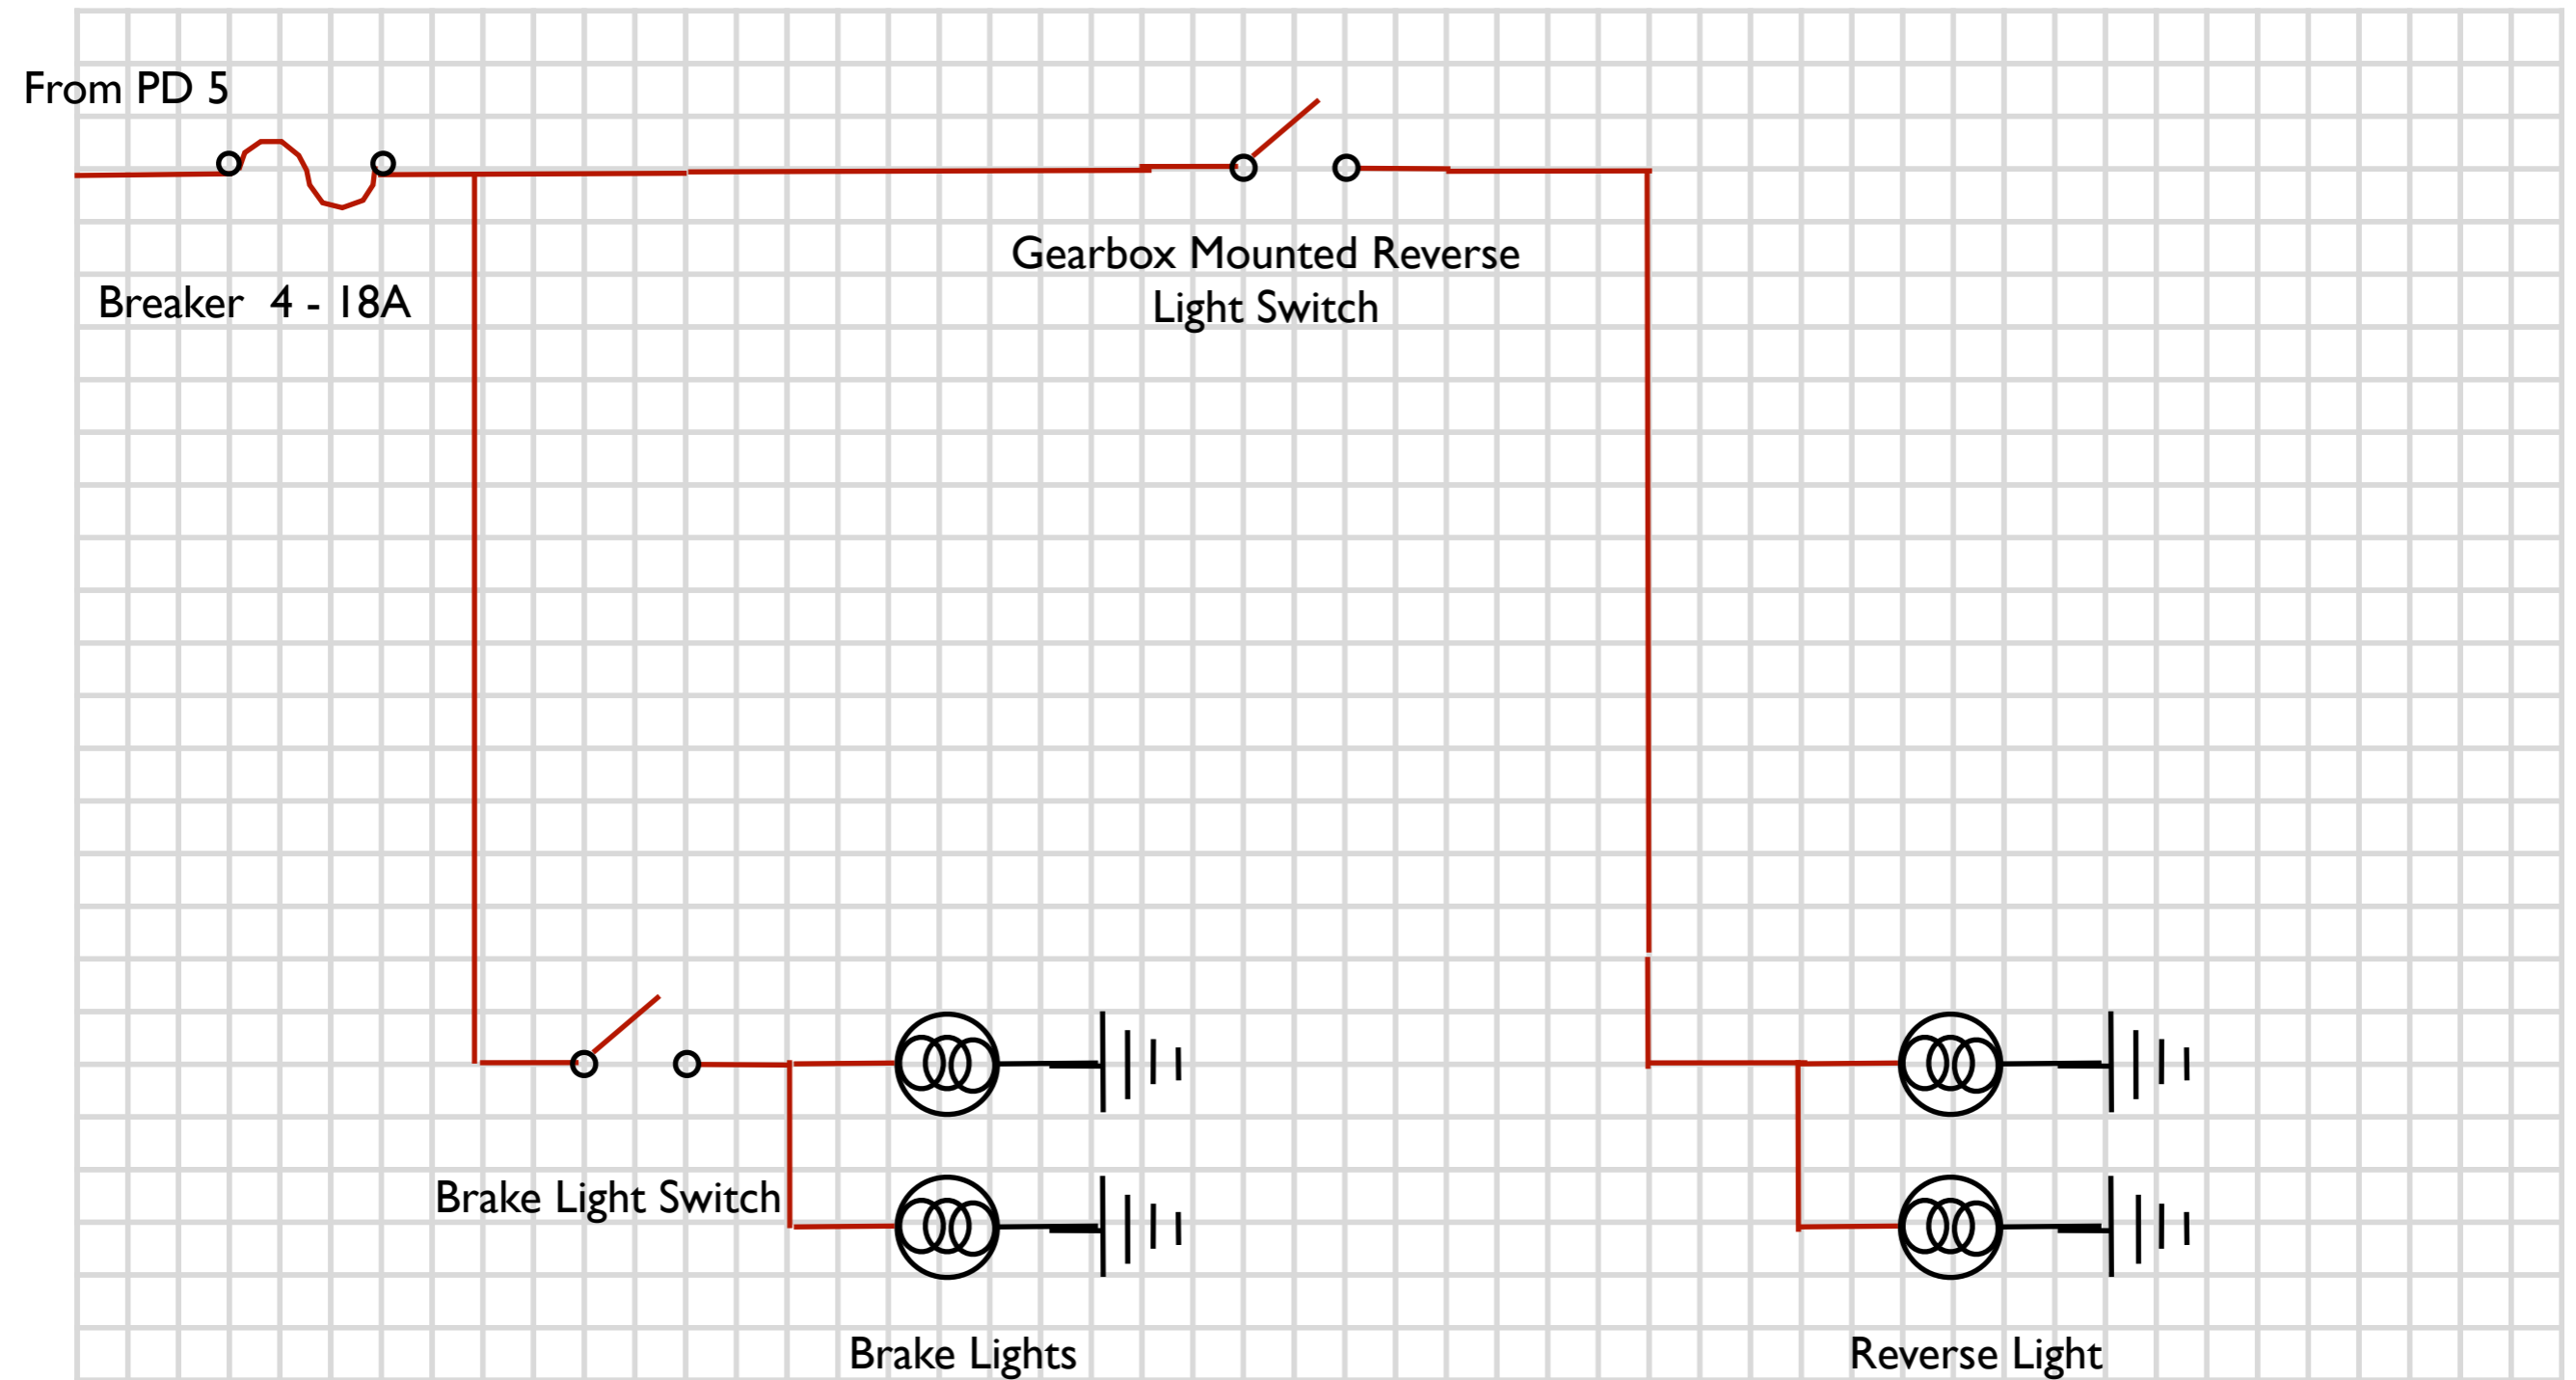 From PD 5
Gearbox Mounted Reverse
Light Switch
Breaker  4 - 18A
Brake Light Switch
Brake Lights
Reverse Light